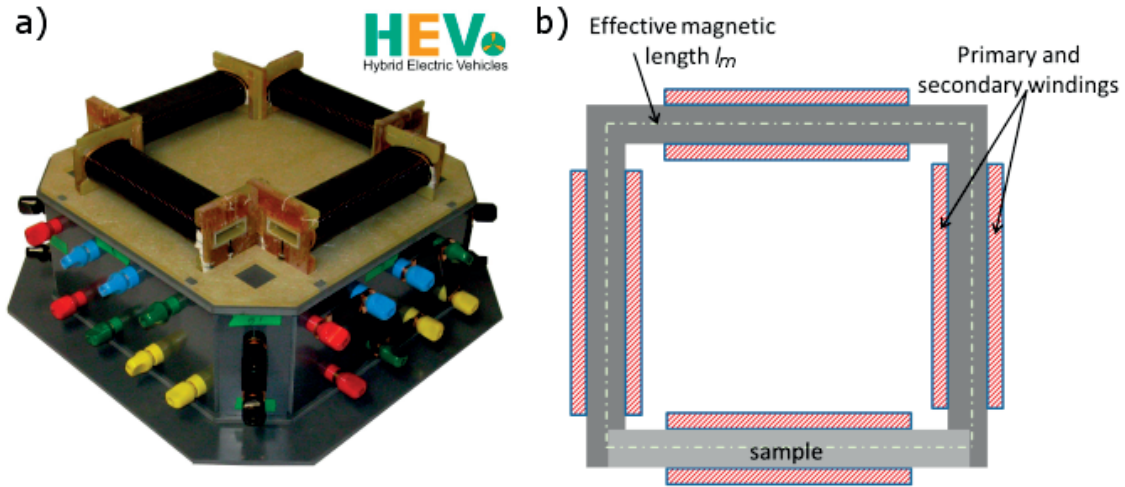 a)
HEV
Hybrid Electric Vehicles
b)
Effective magnetic
length lm
Primary and
secondary windings
sample